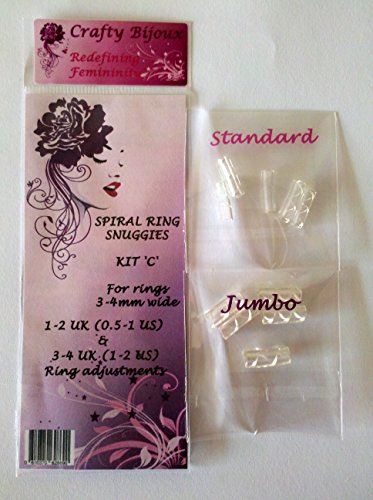 Crafty Bijoux
Redefining
Femininity
SPIRAL RING
SNUGGIES
KIT 'C'
For rings
3-4mm wide
1-2 UK (0.5-1 US)
&
3-4 UK (1-2 US)
Ring adjustments
Standard
Jumbo